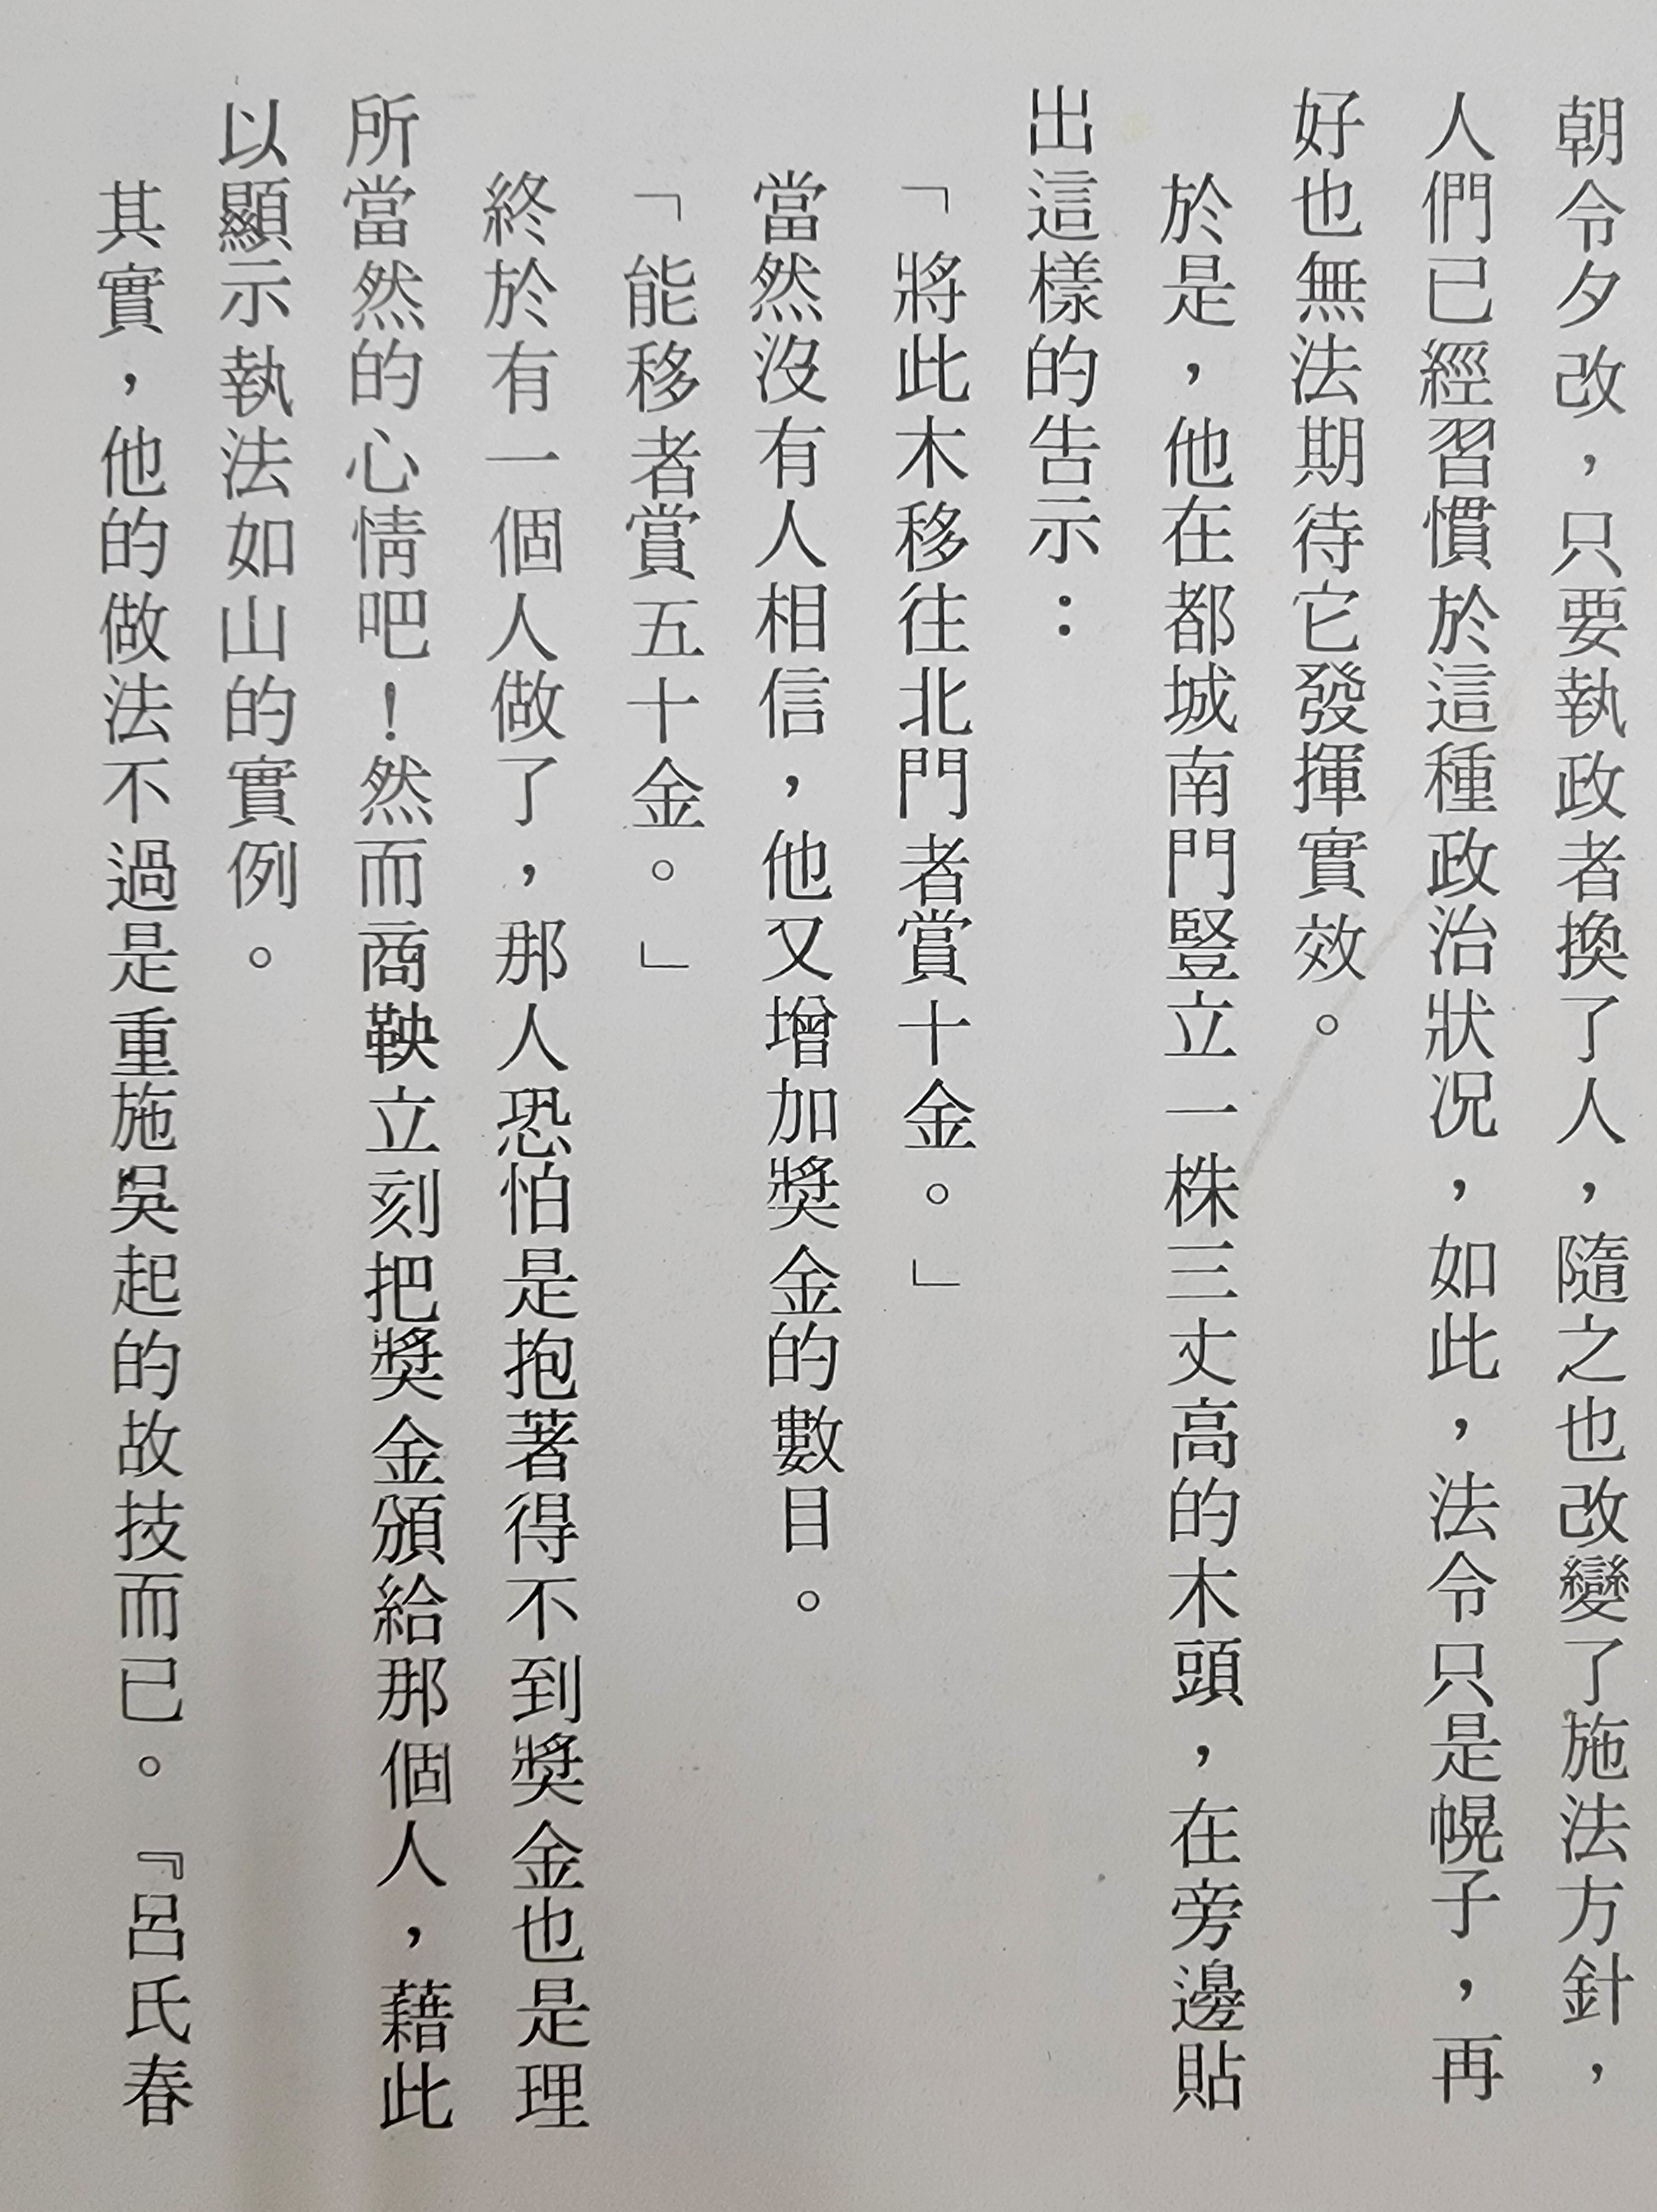 朝令夕改，只要執政者換了人，隨之也改變了施法方針，
人們已經習慣於這種政治狀況，如此，法令只是幌子，再
好也無法期待它發揮實效。
於是，他在都城南門豎立一株三丈高的木頭，在旁邊貼
出這樣的告示：
「將此木移往北門者賞十金。」
當然沒有人相信，他又增加獎金的數目。
「能移者賞五十金。」
終於有一個人做了，那人恐怕是抱著得不到獎金也是理
所當然的心情吧！然而商鞅立刻把獎金頒給那個人，藉此
以顯示執法如山的實例。
其實，他的做法不過是重施吳起的故技而已。『呂氏春